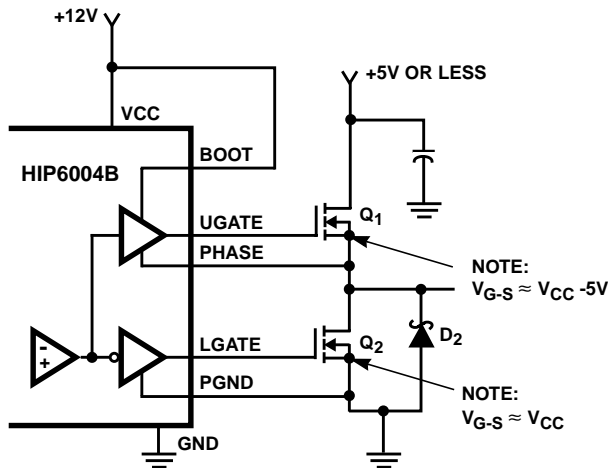 +12V
+5V OR LESS
VCC
BOOT
HIP6004B
UGATE
Q1
PHASE
NOTE:
VG-S ≈ VCC -5V
- +
LGATE
Q2
D2
PGND
NOTE:
VG-S ≈ VCC
GND